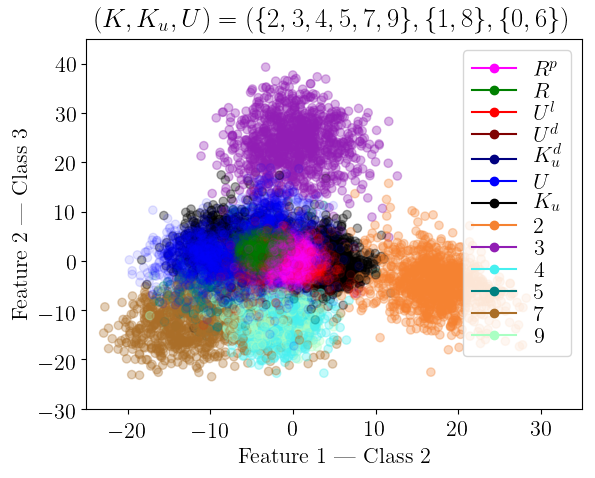 (K, K_u, U) = ({2, 3, 4, 5, 7, 9}, {1, 8}, {0, 6})
Feature 2 — Class 3
40
30
20
10
0
−10
−20
−30
−20
−10
0
10
20
30
Feature 1 — Class 2
R^p
R
U^l
U^d
K_u^d
U
K_u
2
3
4
5
7
9